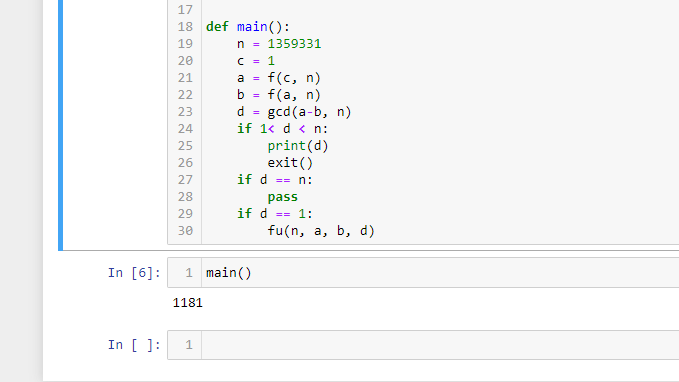 17
18 def main():
19     n = 1359331
20     c = 1
21     a = f(c, n)
22     b = f(a, n)
23     d = gcd(a-b, n)
24     if 1< d < n:
25         print(d)
26         exit()
27     if d == n:
28         pass
29     if d == 1:
30         fu(n, a, b, d)
In [6]: 1 main()
1181
In [ ]: 1